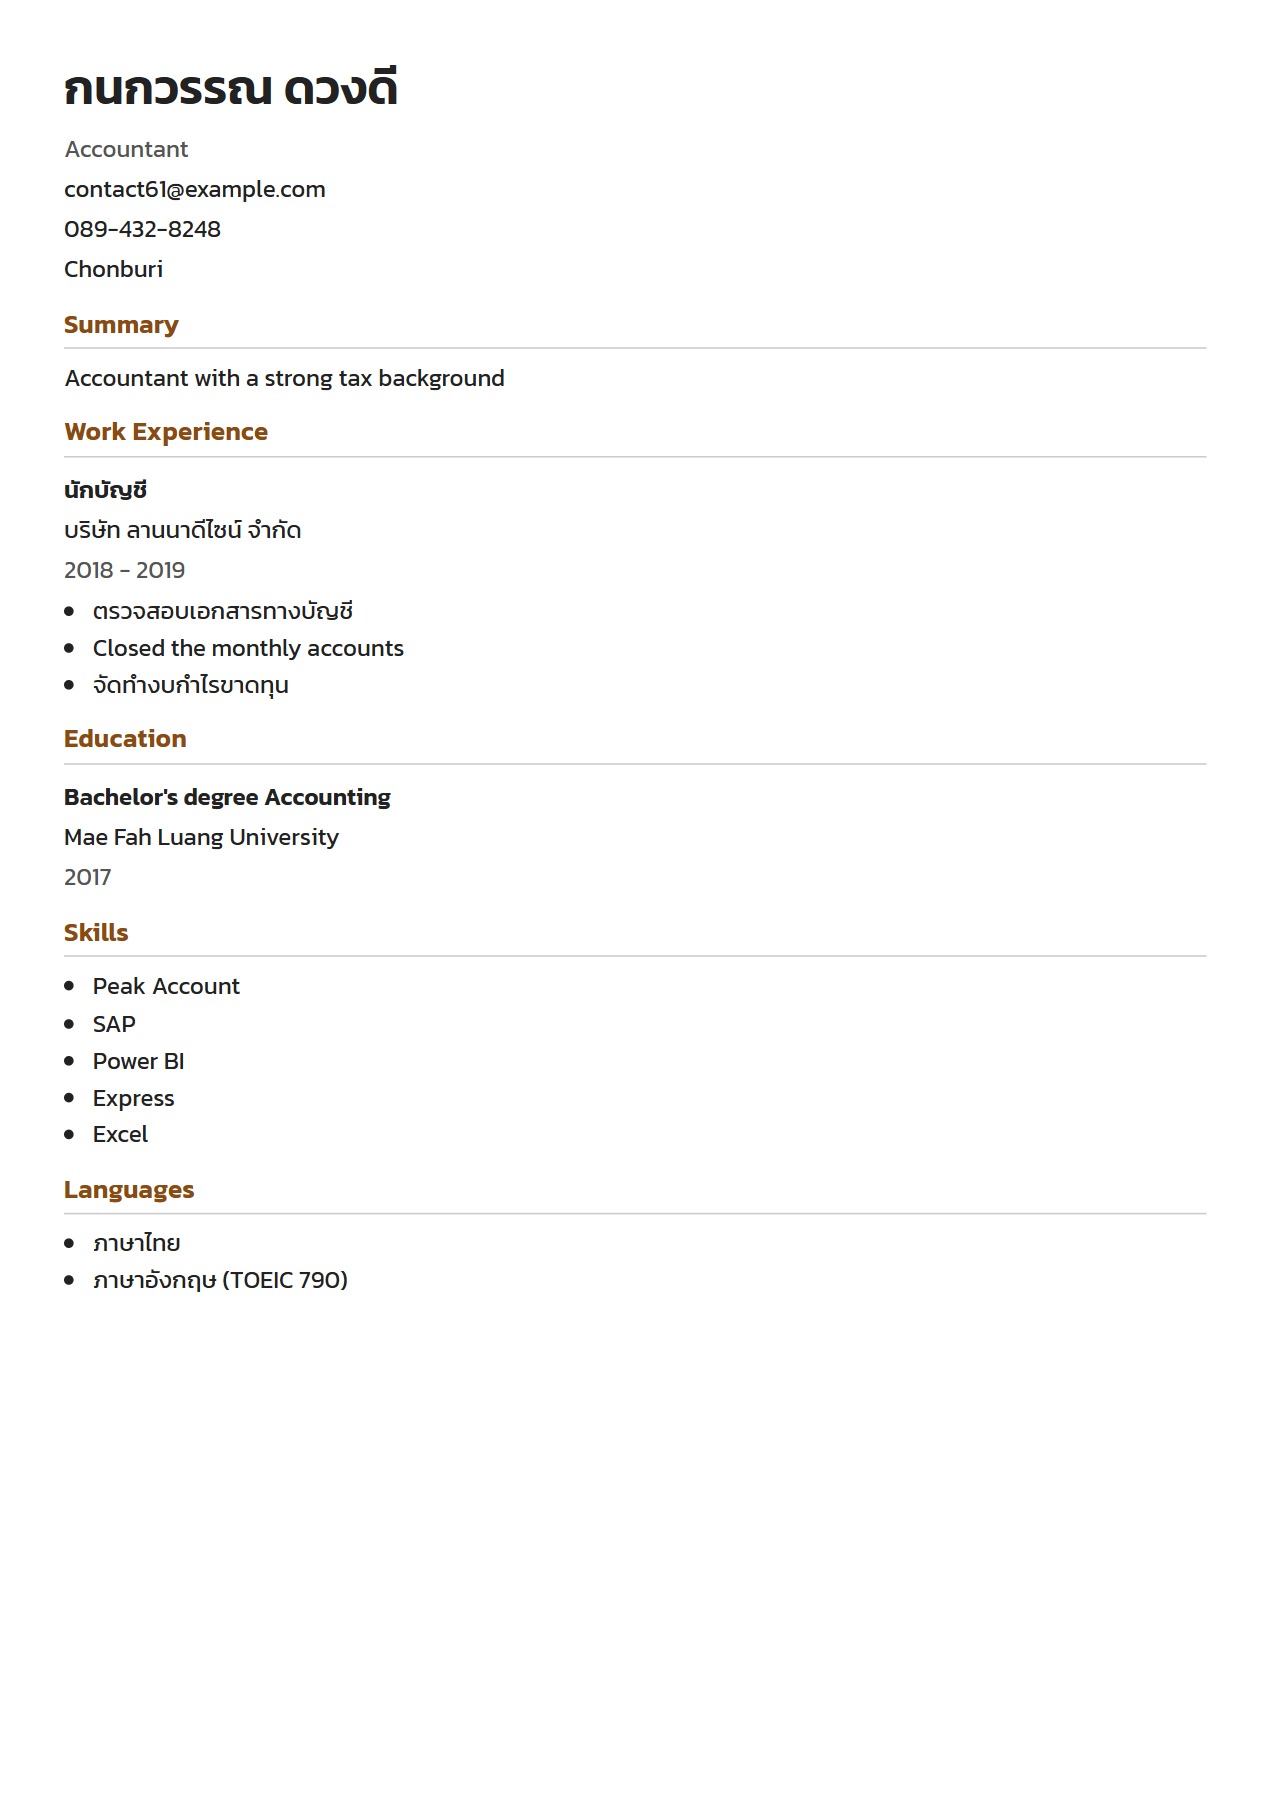 กนกวรรณ ดวงดี
Accountant
contact61@example.com
089-432-8248
Chonburi
Summary
Accountant with a strong tax background
Work Experience
นักบัญชี
บริษัท ลานนาดีไซน์ จำกัด
2018 - 2019
• ตรวจสอบเอกสารทางบัญชี
• Closed the monthly accounts
• จัดทำงบกำไรขาดทุน
Education
Bachelor's degree Accounting
Mae Fah Luang University
2017
Skills
• Peak Account
• SAP
• Power BI
• Express
• Excel
Languages
• ภาษาไทย
• ภาษาอังกฤษ (TOEIC 790)